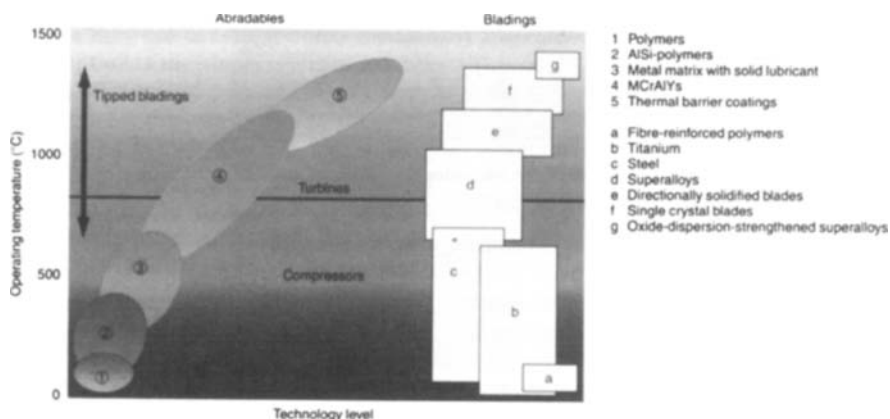 Abradables
Bladings
1500
1000
500
0
Operating temperature (°C)
Tipped bladings
Turbines
Compressors
5
4
3
2
1
g
f
e
d
c
b
a
Technology level
1 Polymers
2 AlSi-polymers
3 Metal matrix with solid lubricant
4 MCrAlYs
5 Thermal barrier coatings
a Fibre-reinforced polymers
b Titanium
c Steel
d Superalloys
e Directionally solidified blades
f Single crystal blades
g Oxide-dispersion-strengthened superalloys